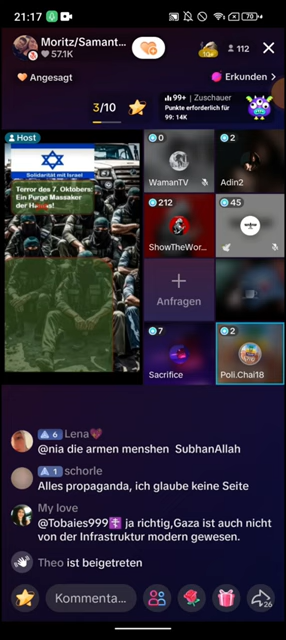 21:17
79
Moritz/Samant...
57.1K
112
Angesagt
Erkunden >
3/10
99+ | Zuschauer
Punkte erforderlich für
99: 14K
Host
Solidarität mit Israel
Terror des 7. Oktobers:
Ein Purge Massaker
der Hamas!
0
WamanTV
2
Adin2
212
ShowTheWor...
45
Anfragen
7
Sacrifice
2
Poli.Chai18
6 Lena
@nia die armen menshen SubhanAllah
1 schorle
Alles propaganda, ich glaube keine Seite
My love
@Tobaies999✝️ ja richtig,Gaza ist auch nicht
von der Infrastruktur modern gewesen.
Theo ist beigetreten
Kommenta...
26